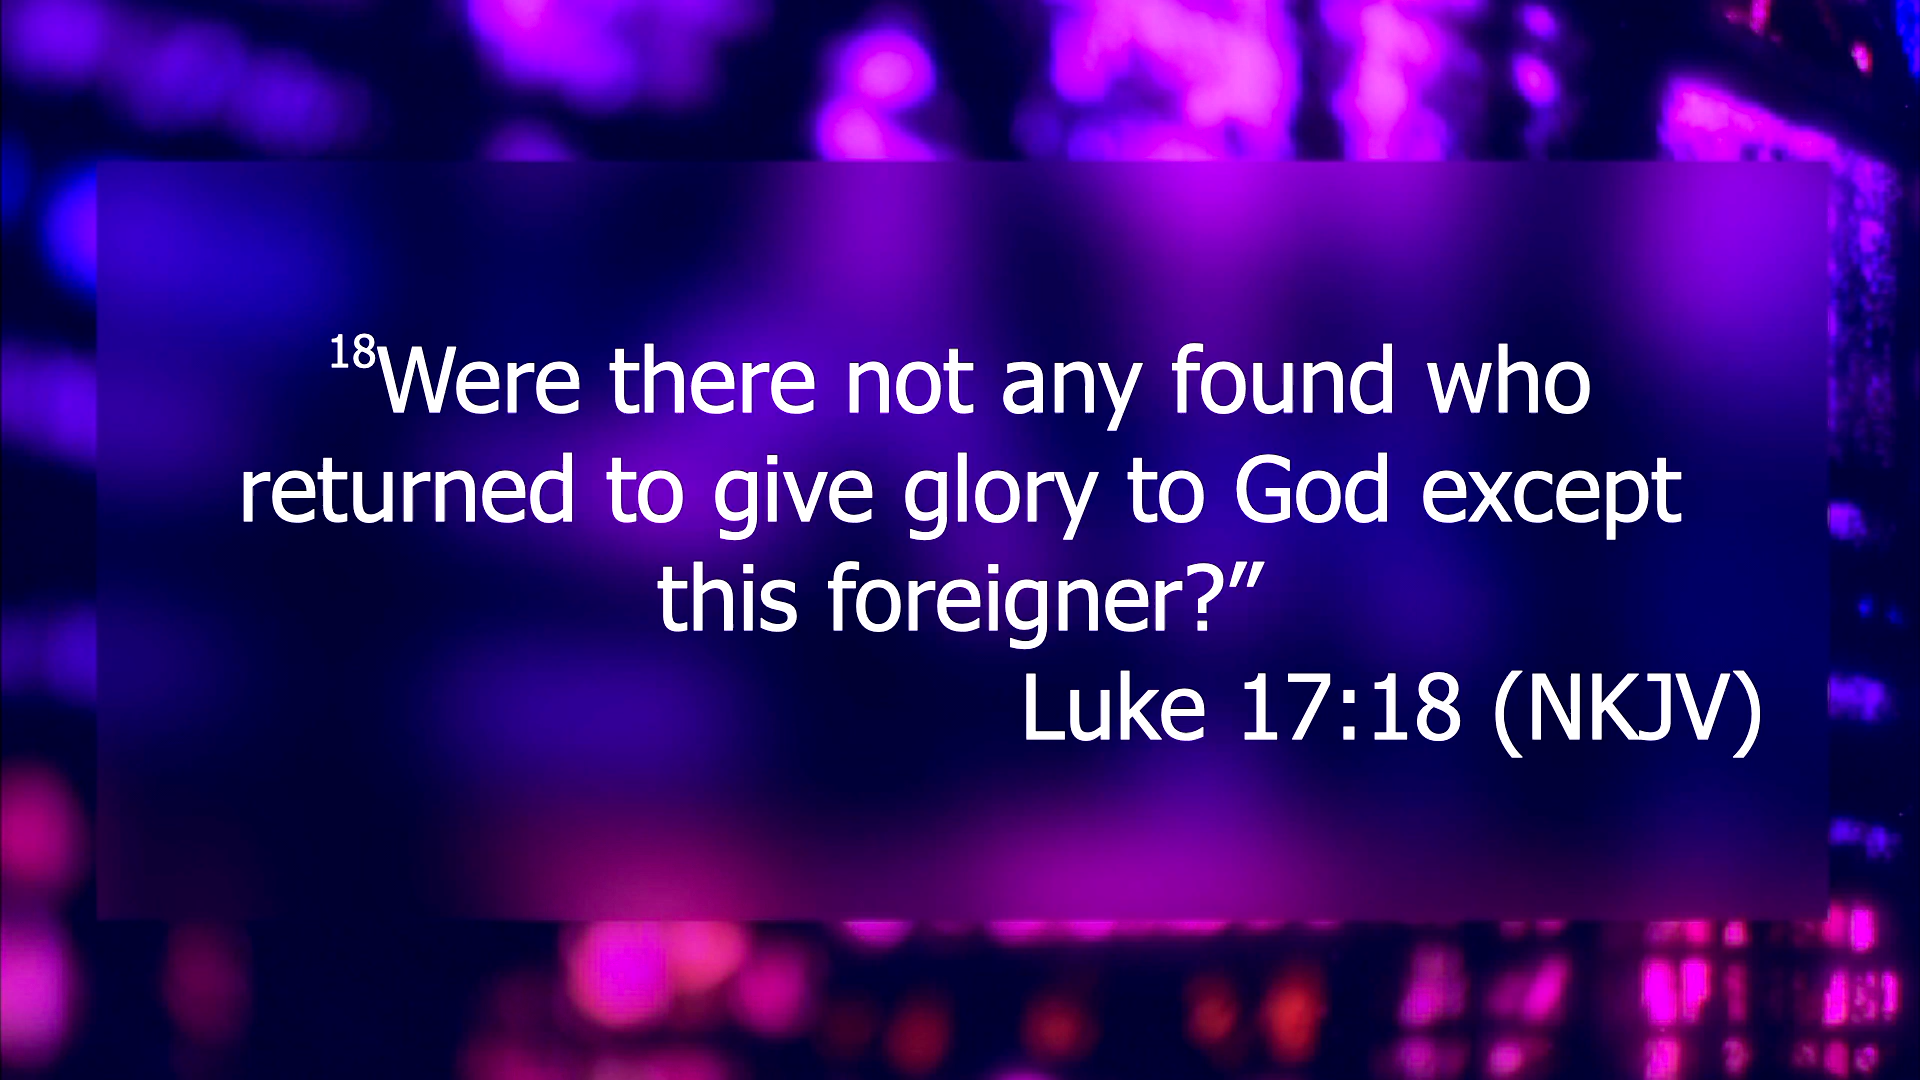 18Were there not any found who
returned to give glory to God except
this foreigner?”
Luke 17:18 (NKJV)